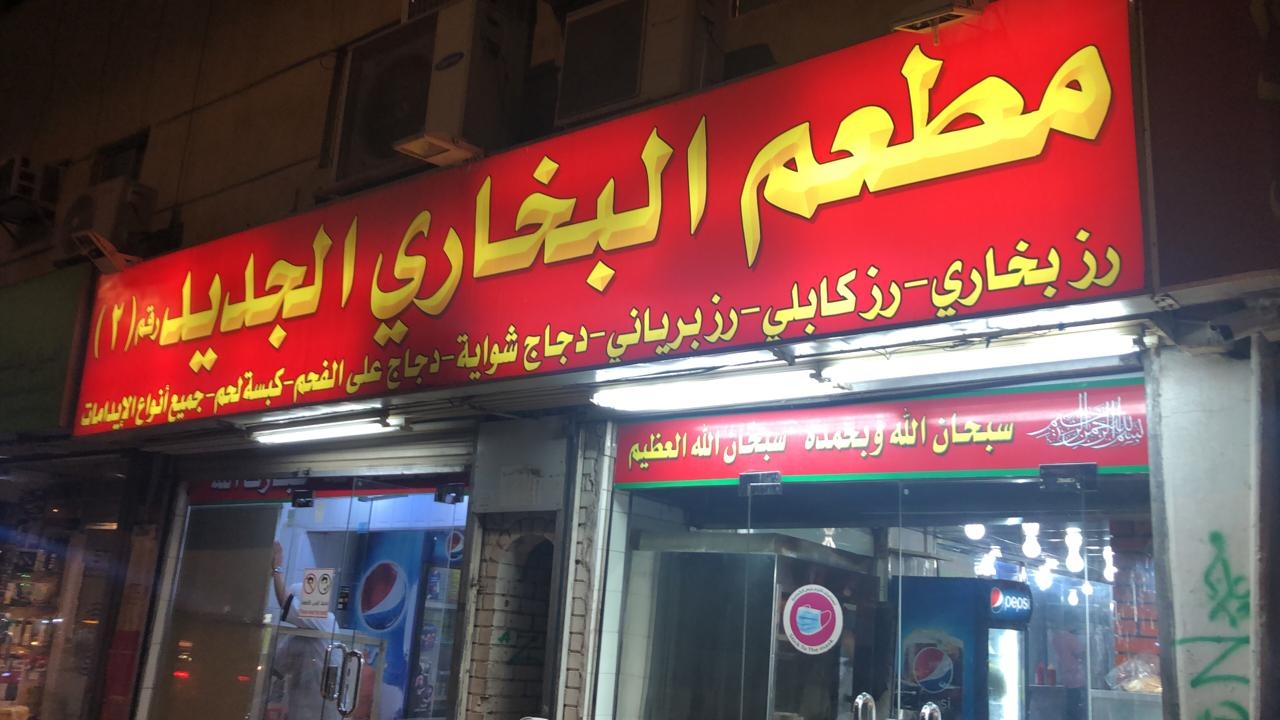 مطعم البخاري الجديد رقم (٢)
رز بخاري - رز كابلي - رز برياني - دجاج شواية - دجاج على الفحم - كبسة لحم - جميع أنواع الإيدامات
بسم الله الرحمن الرحيم
سبحان الله وبحمده سبحان الله العظيم
pepsi